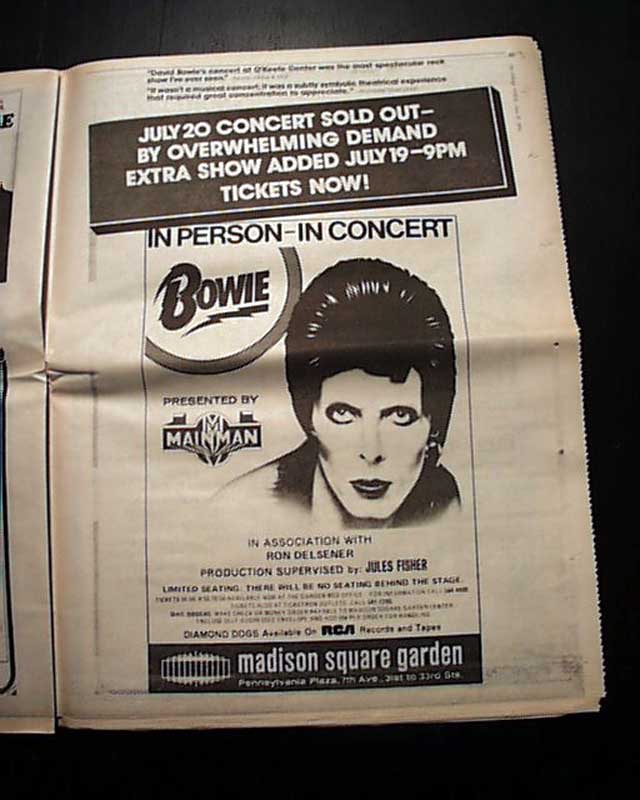 "David Bowie's concert at O'Keefe Center was the most spectacular rock
show I've ever seen."
"It wasn't a musical concert; it was a subtly symbolic theatrical experience
that required great concentration to appreciate."
JULY 20 CONCERT SOLD OUT—
BY OVERWHELMING DEMAND
EXTRA SHOW ADDED JULY 19—9PM
TICKETS NOW!
IN PERSON–IN CONCERT
BOWIE
PRESENTED BY
M
MAINMAN
IN ASSOCIATION WITH
RON DELSENER
PRODUCTION SUPERVISED by: JULES FISHER
LIMITED SEATING: THERE WILL BE NO SEATING BEHIND THE STAGE.
DIAMOND DOGS Available On RCA Records and Tapes
madison square garden
Pennsylvania Plaza, 7th Ave., 31st to 33rd Sts.
E